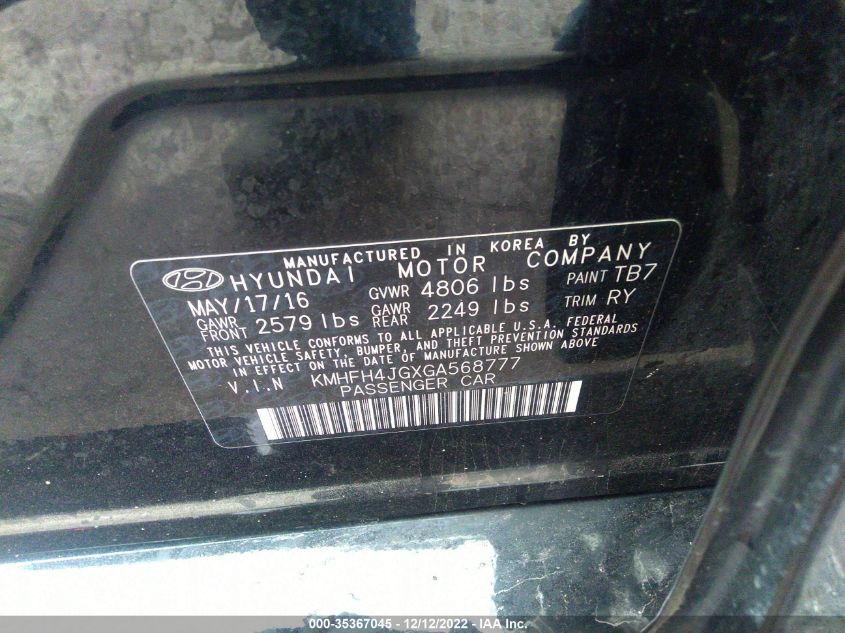 MANUFACTURED IN KOREA BY
HYUNDAI MOTOR COMPANY
MAY/17/16 GVWR 4806 lbs PAINT TB7
GAWR FRONT 2579 lbs GAWR REAR 2249 lbs TRIM RY
THIS VEHICLE CONFORMS TO ALL APPLICABLE U.S.A. FEDERAL
MOTOR VEHICLE SAFETY, BUMPER, AND THEFT PREVENTION STANDARDS
IN EFFECT ON THE DATE OF MANUFACTURE SHOWN ABOVE
V.I.N KMHFH4JGXGA568777
PASSENGER CAR
000-35367045 - 12/12/2022 - IAA, Inc.